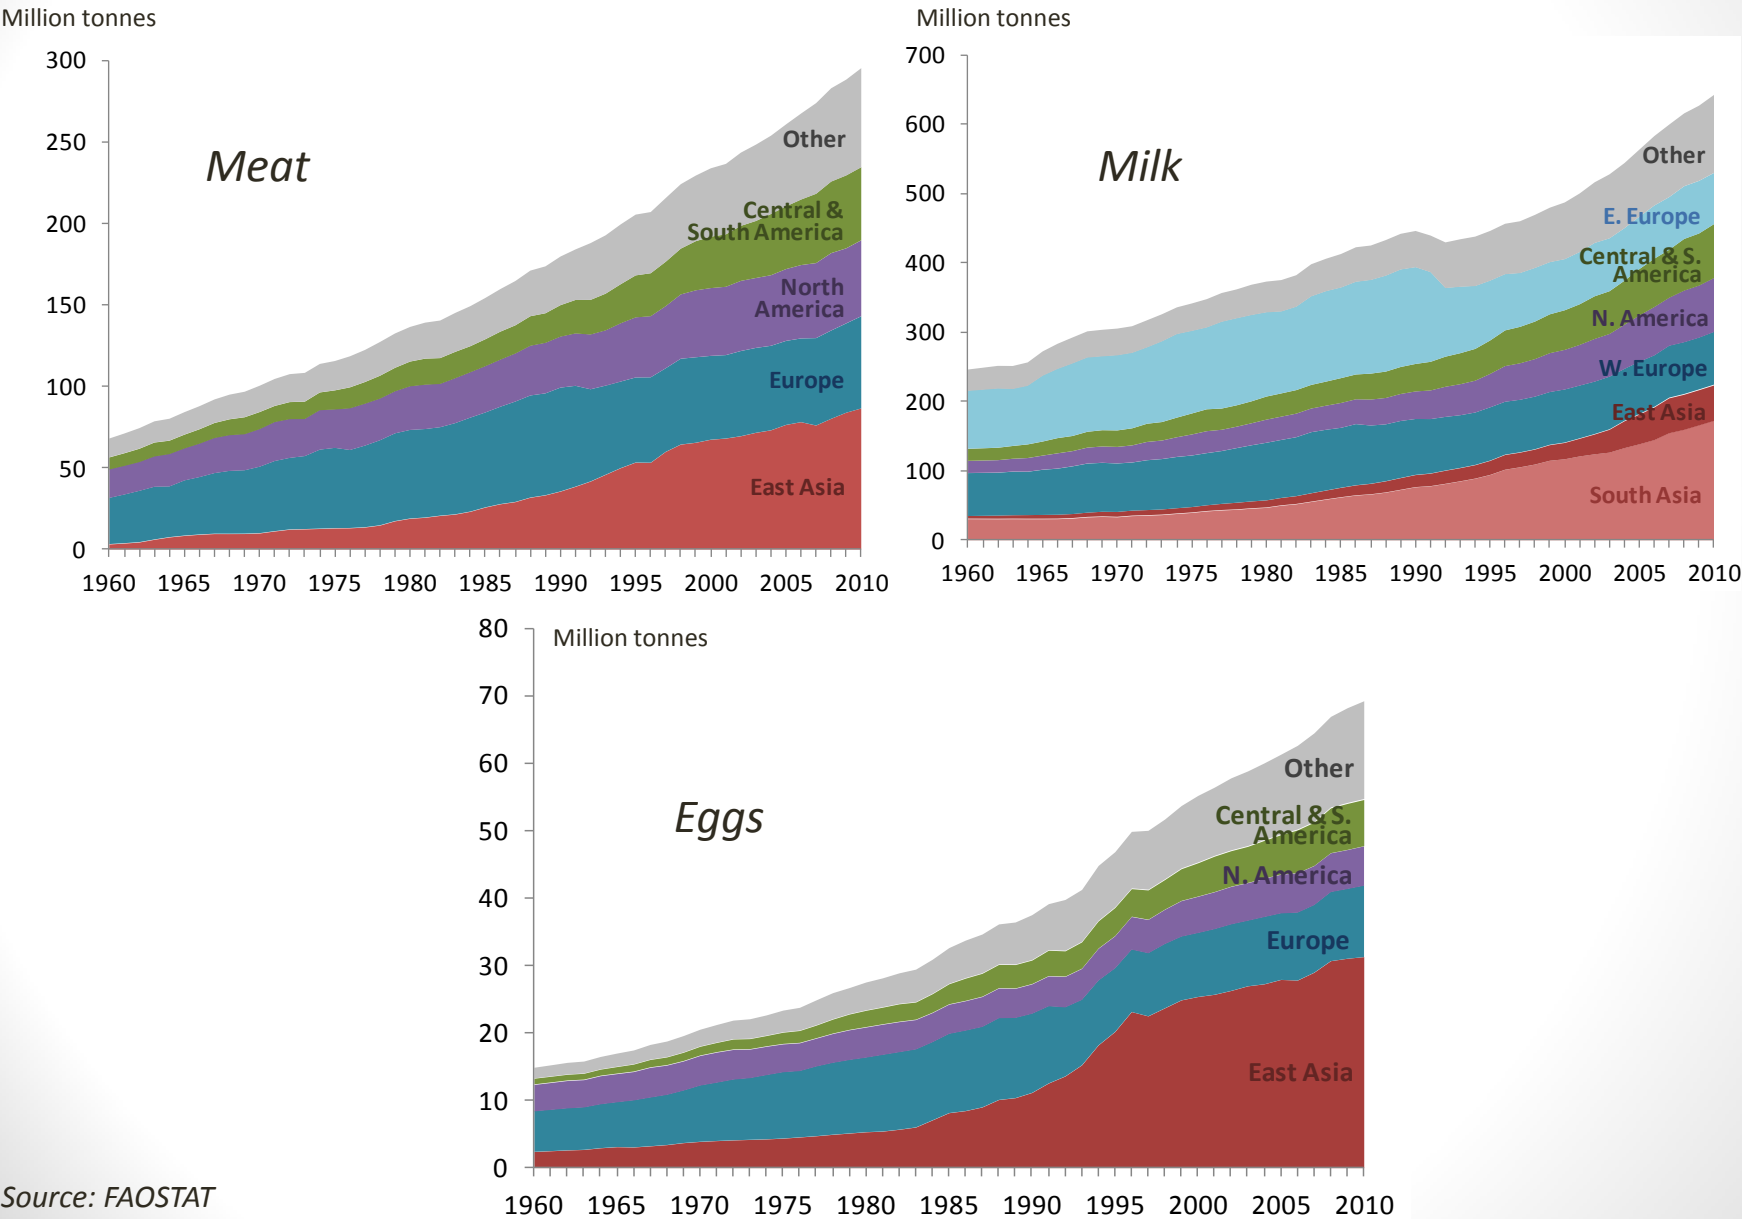 Million tonnes
300
250
200
150
100
50
0
Meat
Other
Central &
South America
North
America
Europe
East Asia
1960 1965 1970 1975 1980 1985 1990 1995 2000 2005 2010
Million tonnes
700
600
500
400
300
200
100
0
Milk
Other
E. Europe
Central & S.
America
N. America
W. Europe
East Asia
South Asia
1960 1965 1970 1975 1980 1985 1990 1995 2000 2005 2010
80
70
60
50
40
30
20
10
0
Million tonnes
Eggs
Other
Central & S.
America
N. America
Europe
East Asia
1960 1965 1970 1975 1980 1985 1990 1995 2000 2005 2010
Source: FAOSTAT